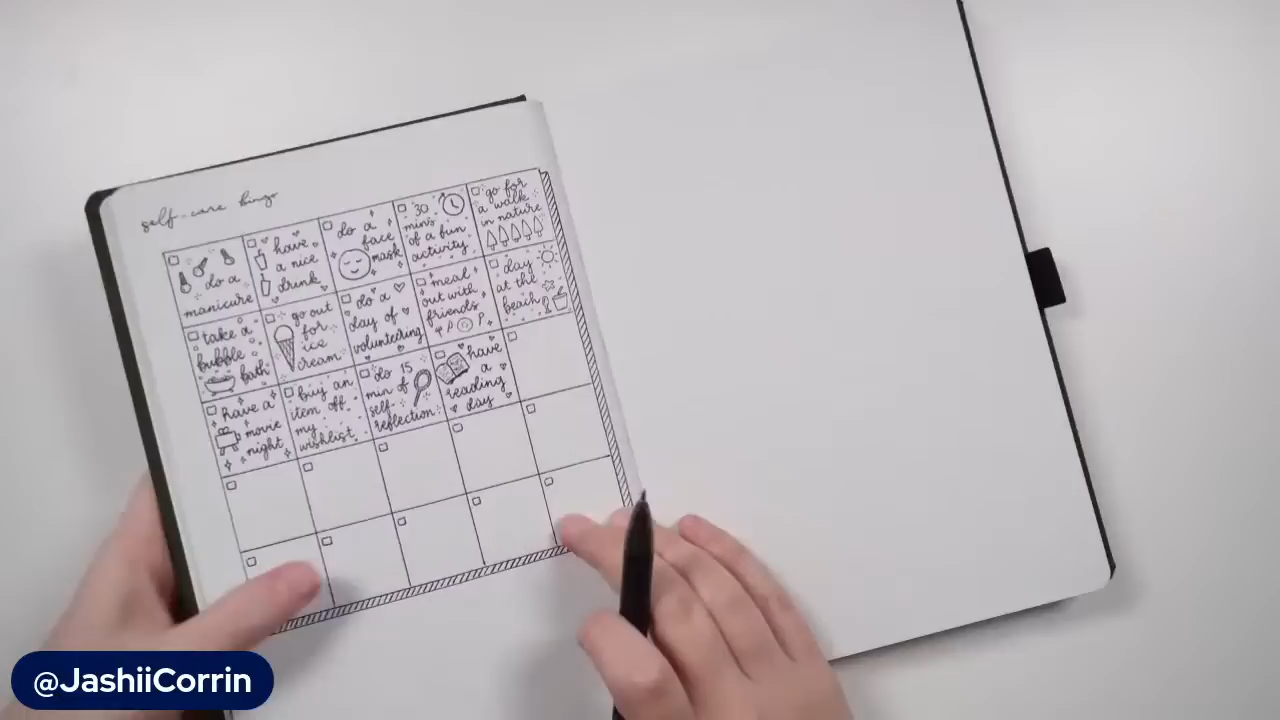 self-care bingo
do a
manicure
have
a nice
drink
do a
face
mask
30
mins
of a fun
activity
go for
a walk
in nature
take a
bubble
bath
go out
for
ice
cream
do a
day of
volunteering
meal
out with
friends
day
at the
beach
have a
movie
night
buy an
item off
my
wishlist
do 15
min of
self-
reflection
have
a
reading
day
@JashiiCorrin